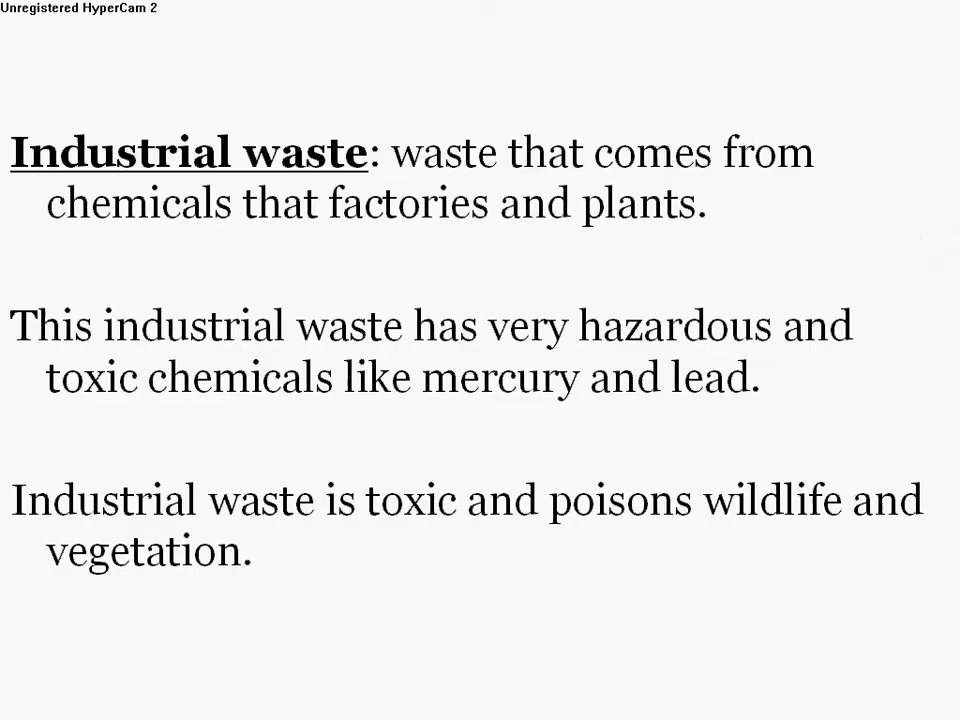 Unregistered HyperCam 2
Industrial waste: waste that comes from
chemicals that factories and plants.
This industrial waste has very hazardous and
toxic chemicals like mercury and lead.
Industrial waste is toxic and poisons wildlife and
vegetation.